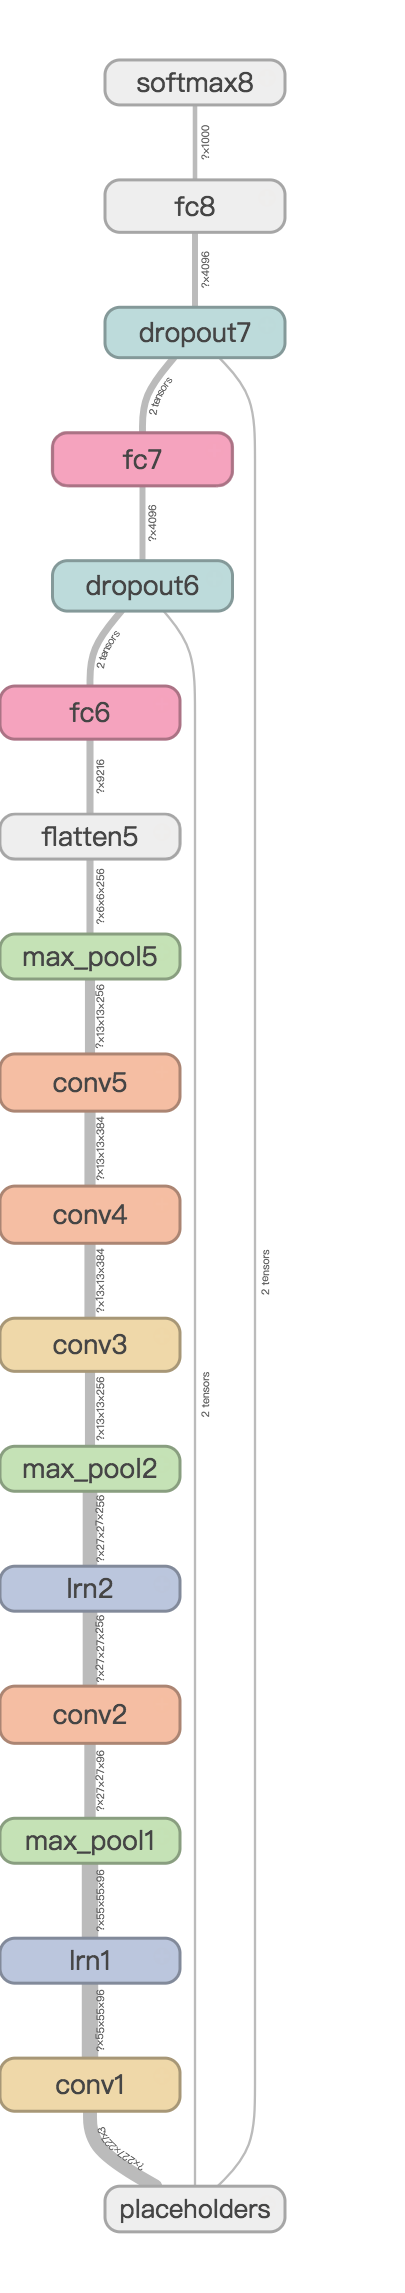 softmax8
?×1000
fc8
?×4096
dropout7
2 tensors
fc7
?×4096
dropout6
2 tensors
fc6
?×9216
flatten5
?×6×6×256
max_pool5
?×13×13×256
conv5
?×13×13×384
conv4
?×13×13×384
2 tensors
conv3
?×13×13×256
2 tensors
max_pool2
?×27×27×256
lrn2
?×27×27×256
conv2
?×27×27×96
max_pool1
?×55×55×96
lrn1
?×55×55×96
conv1
?×227×227×3
placeholders